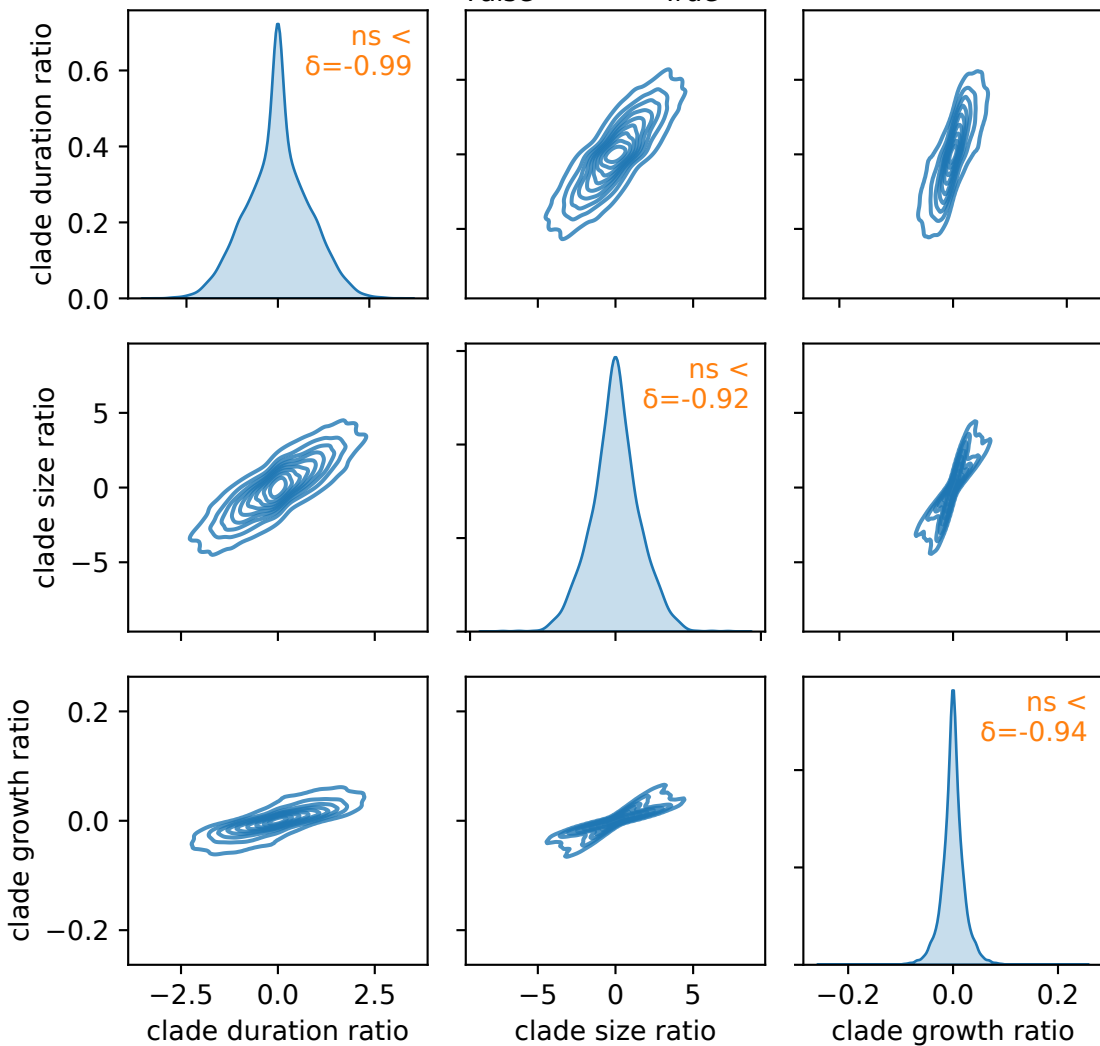 ns <
δ=-0.99
clade duration ratio
0.6
0.4
0.2
0.0
ns <
δ=-0.92
clade size ratio
5
0
−5
ns <
δ=-0.94
clade growth ratio
0.2
0.0
−0.2
−2.5 0.0 2.5
−5 0 5
−0.2 0.0 0.2
clade duration ratio
clade size ratio
clade growth ratio